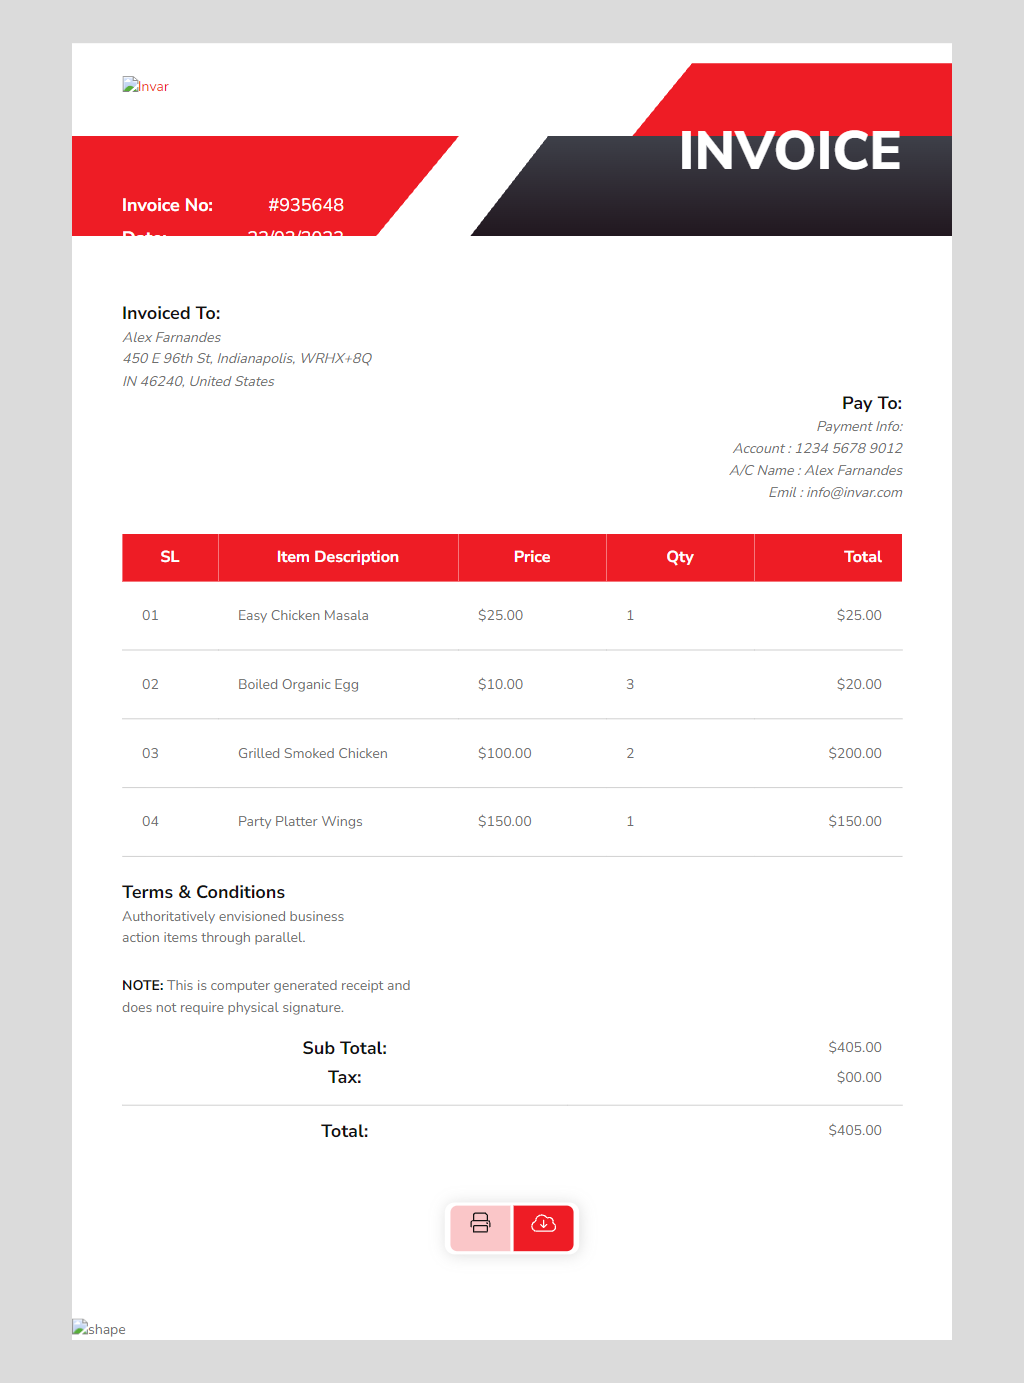 Invar
INVOICE
Invoice No: #935648
Invoiced To:
Alex Farnandes
450 E 96th St, Indianapolis, WRHX+8Q
IN 46240, United States
Pay To:
Payment Info:
Account : 1234 5678 9012
A/C Name : Alex Farnandes
Emil : info@invar.com
SL Item Description Price Qty Total
01 Easy Chicken Masala $25.00 1 $25.00
02 Boiled Organic Egg $10.00 3 $20.00
03 Grilled Smoked Chicken $100.00 2 $200.00
04 Party Platter Wings $150.00 1 $150.00
Terms & Conditions
Authoritatively envisioned business
action items through parallel.
NOTE: This is computer generated receipt and
does not require physical signature.
Sub Total: $405.00
Tax: $00.00
Total: $405.00
shape